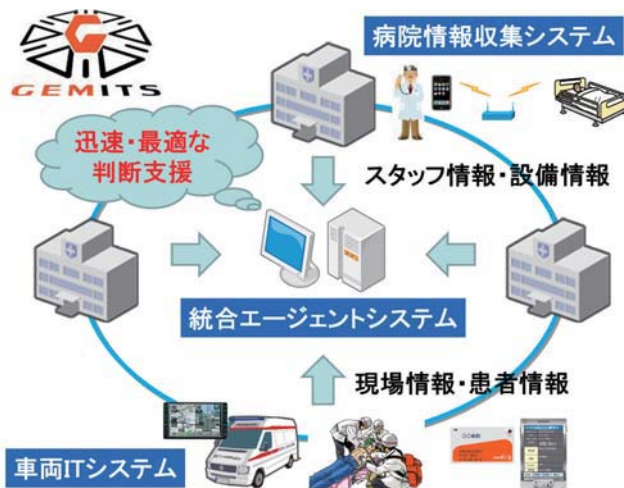 GEMITS
病院情報収集システム
迅速・最適な
判断支援
スタッフ情報・設備情報
統合エージェントシステム
現場情報・患者情報
車両ITシステム